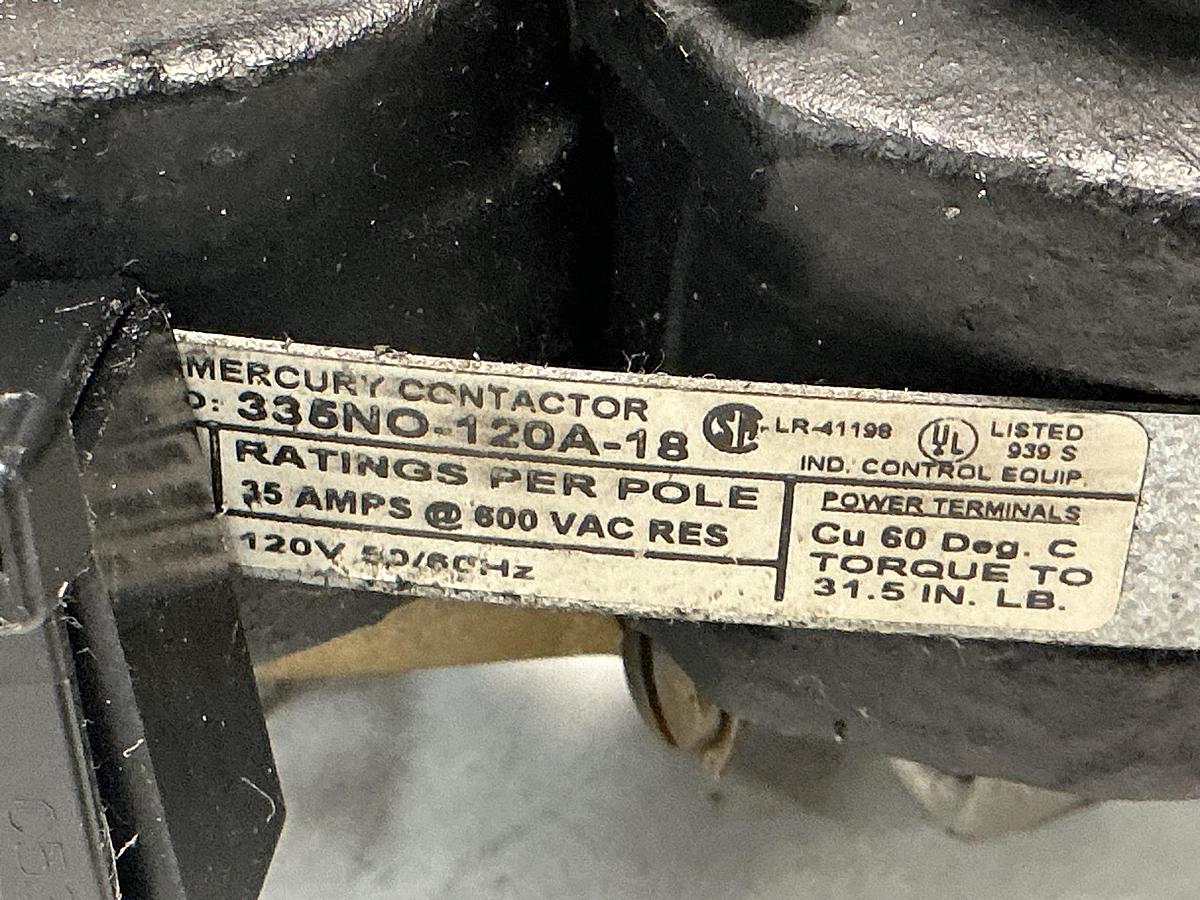 MERCURY CONTACTOR
O: 335NO-120A-18
LR-41198
UL
LISTED
939 S
IND. CONTROL EQUIP.
RATINGS PER POLE
35 AMPS @ 600 VAC RES
120V 50/60Hz
POWER TERMINALS
Cu 60 Deg. C
TORQUE TO
31.5 IN. LB.